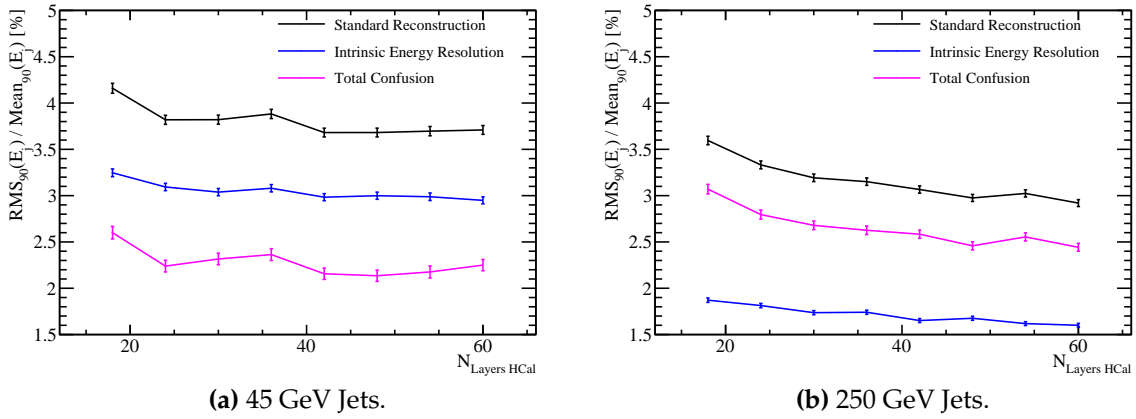 RMS₉₀(Eⱼ) / Mean₉₀(Eⱼ) [%]
5
4.5
4
3.5
3
2.5
2
1.5
Standard Reconstruction
Intrinsic Energy Resolution
Total Confusion
20
40
60
N_Layers HCal
(a) 45 GeV Jets.
RMS₉₀(Eⱼ) / Mean₉₀(Eⱼ) [%]
5
4.5
4
3.5
3
2.5
2
1.5
Standard Reconstruction
Intrinsic Energy Resolution
Total Confusion
20
40
60
N_Layers HCal
(b) 250 GeV Jets.